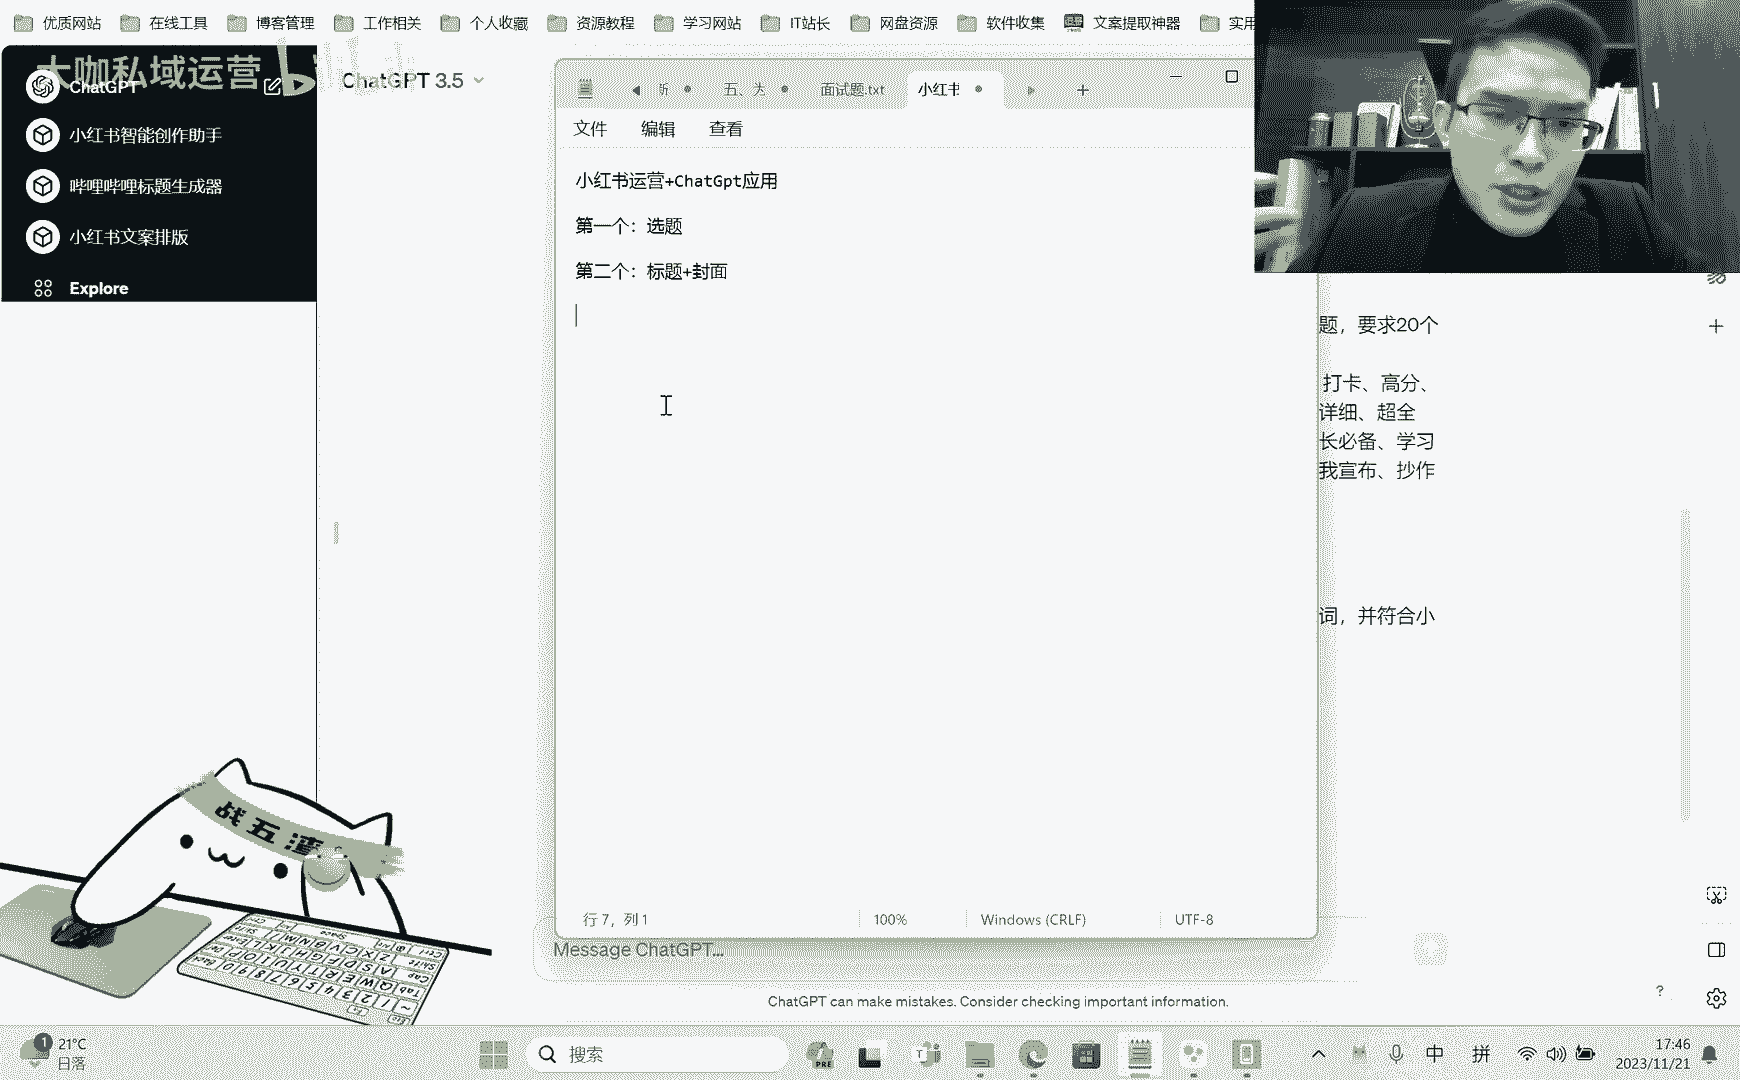 优质网站
在线工具
博客管理
工作相关
个人收藏
资源教程
学习网站
IT站长
网盘资源
软件收集
文案提取神器
实用
大咖私域运营
ChatGPT
小红书智能创作助手
哔哩哔哩标题生成器
小红书文案排版
Explore
ChatGPT 3.5
五、为
面试题.txt
小红书
文件
编辑
查看
小红书运营+ChatGpt应用
第一个：选题
第二个：标题+封面
题，要求20个
打卡、高分、
详细、超全
长必备、学习
我宣布、抄作
词，并符合小
行 7，列 1
100%
Windows (CRLF)
UTF-8
Message ChatGPT...
ChatGPT can make mistakes. Consider checking important information.
?
战五渣
1
21°C
日落
搜索
PRE
中
拼
17:46
2023/11/21